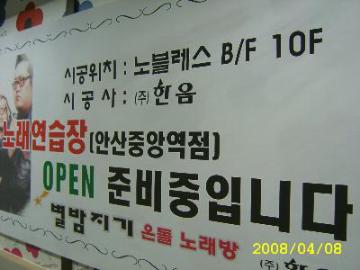 시공위치 : 노블레스 B/F 10F
시 공 사 : (주) 한음
노래연습장 (안산중앙역점)
OPEN 준비중입니다
별밤지기 온돌 노래방
(주)
2008/04/08